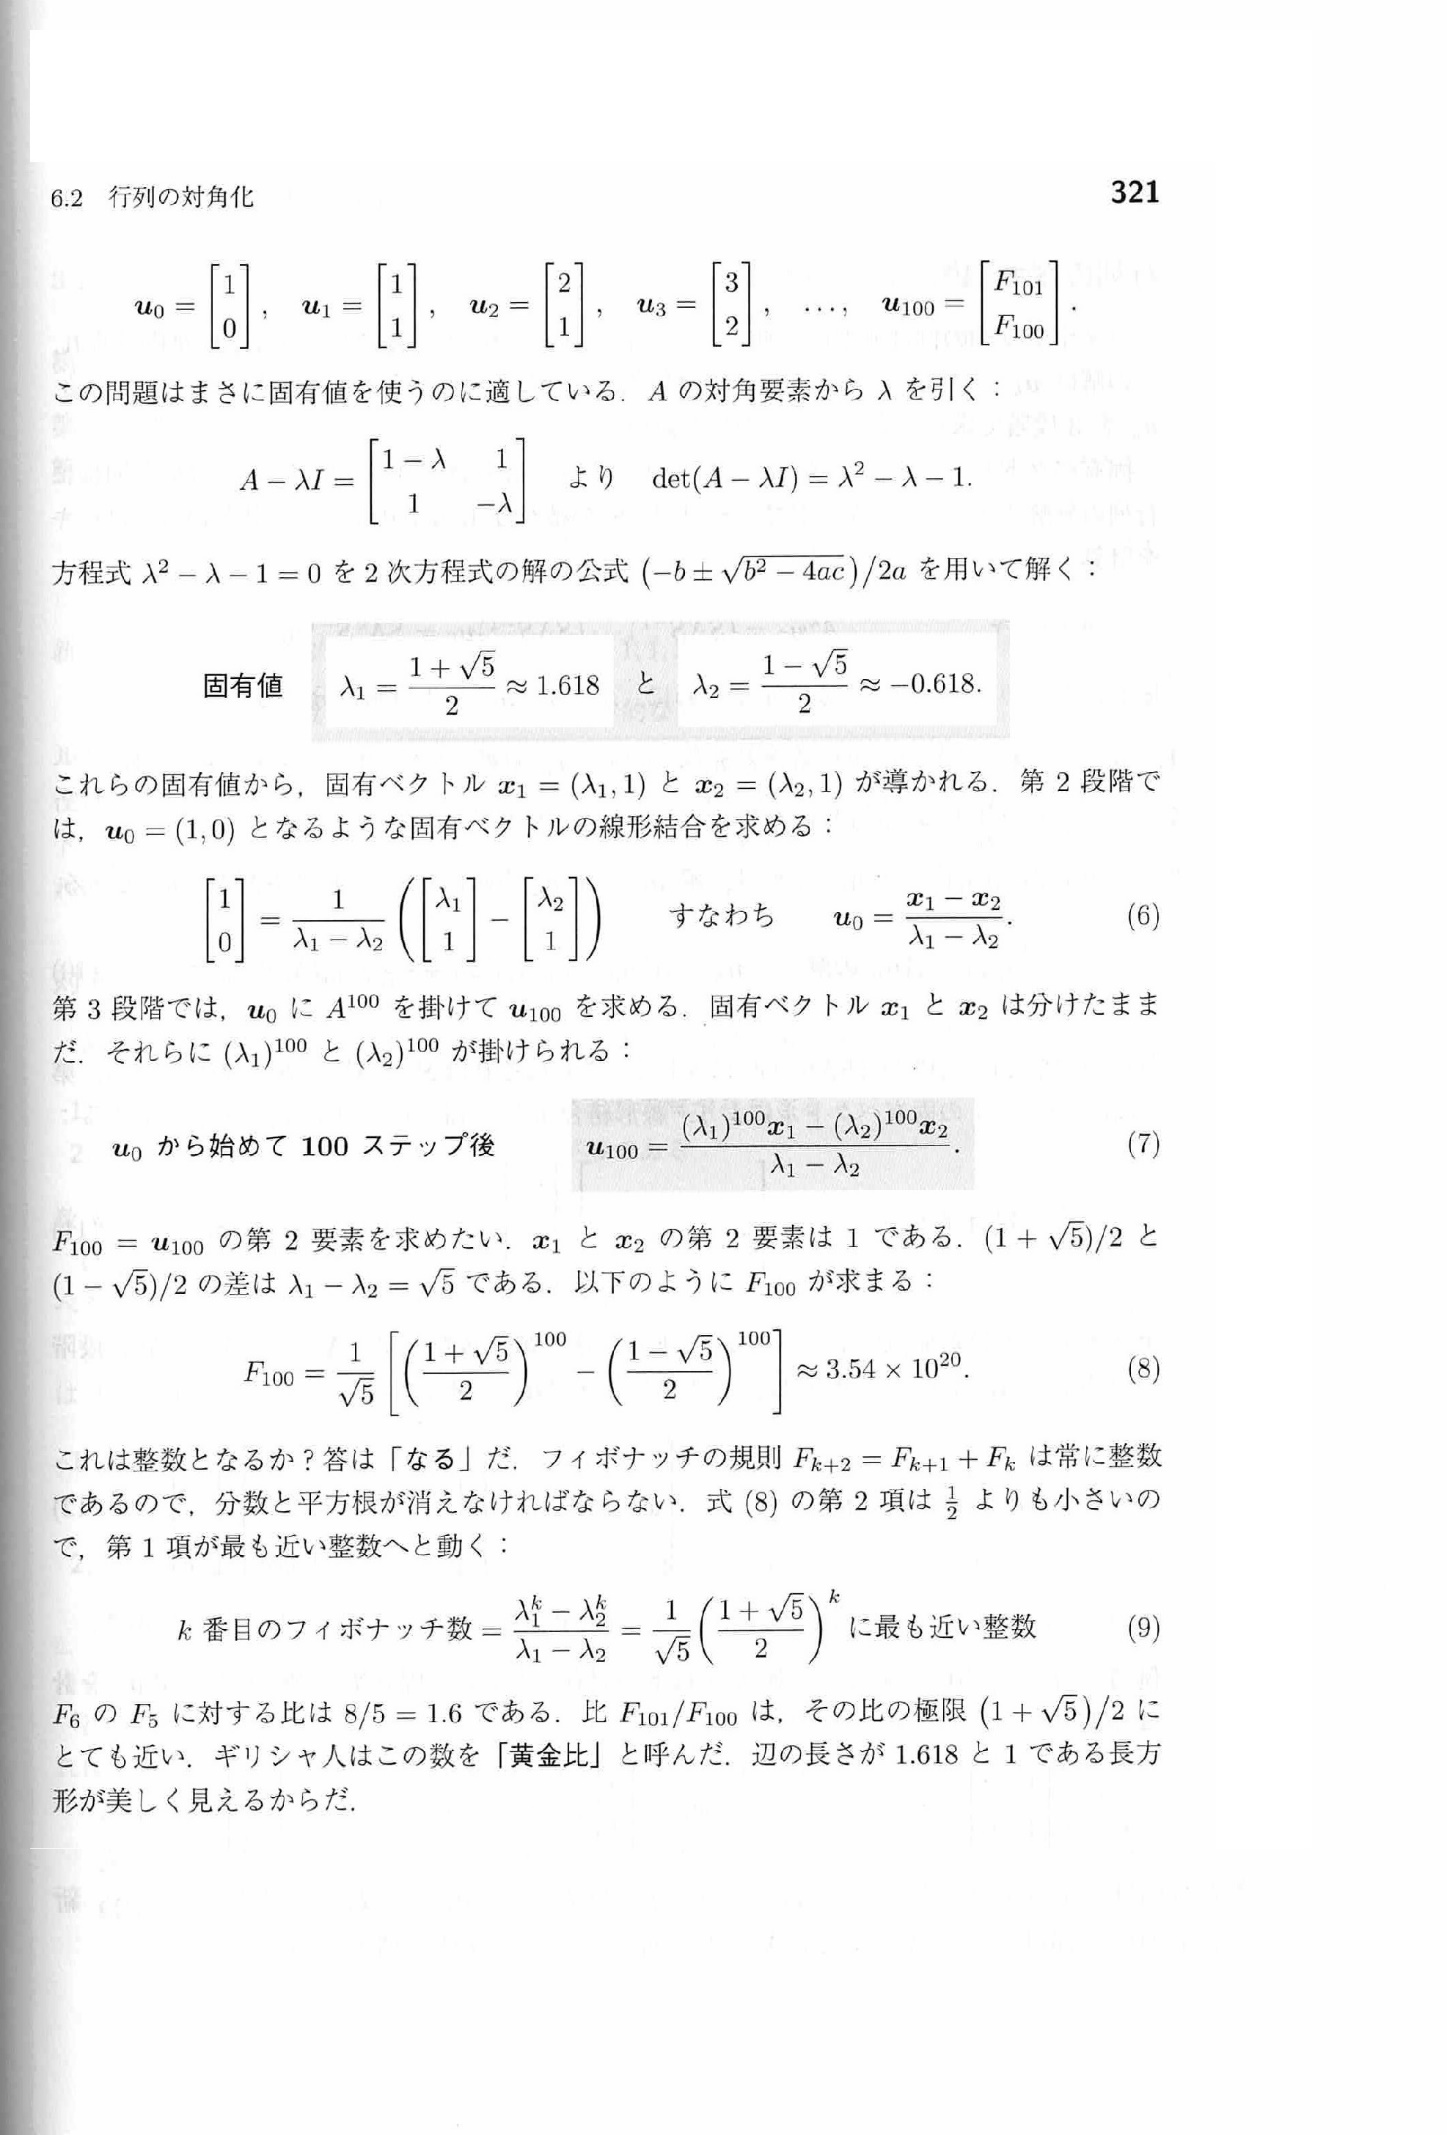 6.2 行列の対角化 321
u₀ = [1 0], u₁ = [1 1], u₂ = [2 1], u₃ = [3 2], ..., u₁₀₀ = [F₁₀₁ F₁₀₀].
この問題はまさに固有値を使うのに適している. A の対角要素から λ を引く:
A − λI = [1−λ 1 1 −λ] より det(A − λI) = λ² − λ − 1.
方程式 λ² − λ − 1 = 0 を 2 次方程式の解の公式 (−b ± √(b² − 4ac))/2a を用いて解く:
固有値 λ₁ = (1 + √5)/2 ≈ 1.618 と λ₂ = (1 − √5)/2 ≈ −0.618.
これらの固有値から, 固有ベクトル x₁ = (λ₁, 1) と x₂ = (λ₂, 1) が導かれる. 第 2 段階で
は, u₀ = (1, 0) となるような固有ベクトルの線形結合を求める:
[1 0] = 1/(λ₁ − λ₂) ([λ₁ 1] − [λ₂ 1]) すなわち u₀ = (x₁ − x₂)/(λ₁ − λ₂). (6)
第 3 段階では, u₀ に A¹⁰⁰ を掛けて u₁₀₀ を求める. 固有ベクトル x₁ と x₂ は分けたまま
だ. それらに (λ₁)¹⁰⁰ と (λ₂)¹⁰⁰ が掛けられる:
u₀ から始めて 100 ステップ後 u₁₀₀ = ((λ₁)¹⁰⁰x₁ − (λ₂)¹⁰⁰x₂)/(λ₁ − λ₂). (7)
F₁₀₀ = u₁₀₀ の第 2 要素を求めたい. x₁ と x₂ の第 2 要素は 1 である. (1 + √5)/2 と
(1 − √5)/2 の差は λ₁ − λ₂ = √5 である. 以下のように F₁₀₀ が求まる:
F₁₀₀ = 1/√5 [((1 + √5)/2)¹⁰⁰ − ((1 − √5)/2)¹⁰⁰] ≈ 3.54 × 10²⁰. (8)
これは整数となるか?答は「なる」だ. フィボナッチの規則 Fₖ₊₂ = Fₖ₊₁ + Fₖ は常に整数
であるので, 分数と平方根が消えなければならない. 式 (8) の第 2 項は ½ よりも小さいの
で, 第 1 項が最も近い整数へと動く:
k 番目のフィボナッチ数 = (λ₁ᵏ − λ₂ᵏ)/(λ₁ − λ₂) = 1/√5 ((1 + √5)/2)ᵏ に最も近い整数 (9)
F₆ の F₅ に対する比は 8/5 = 1.6 である. 比 F₁₀₁/F₁₀₀ は, その比の極限 (1 + √5)/2 に
とても近い. ギリシャ人はこの数を「黄金比」と呼んだ. 辺の長さが 1.618 と 1 である長方
形が美しく見えるからだ.